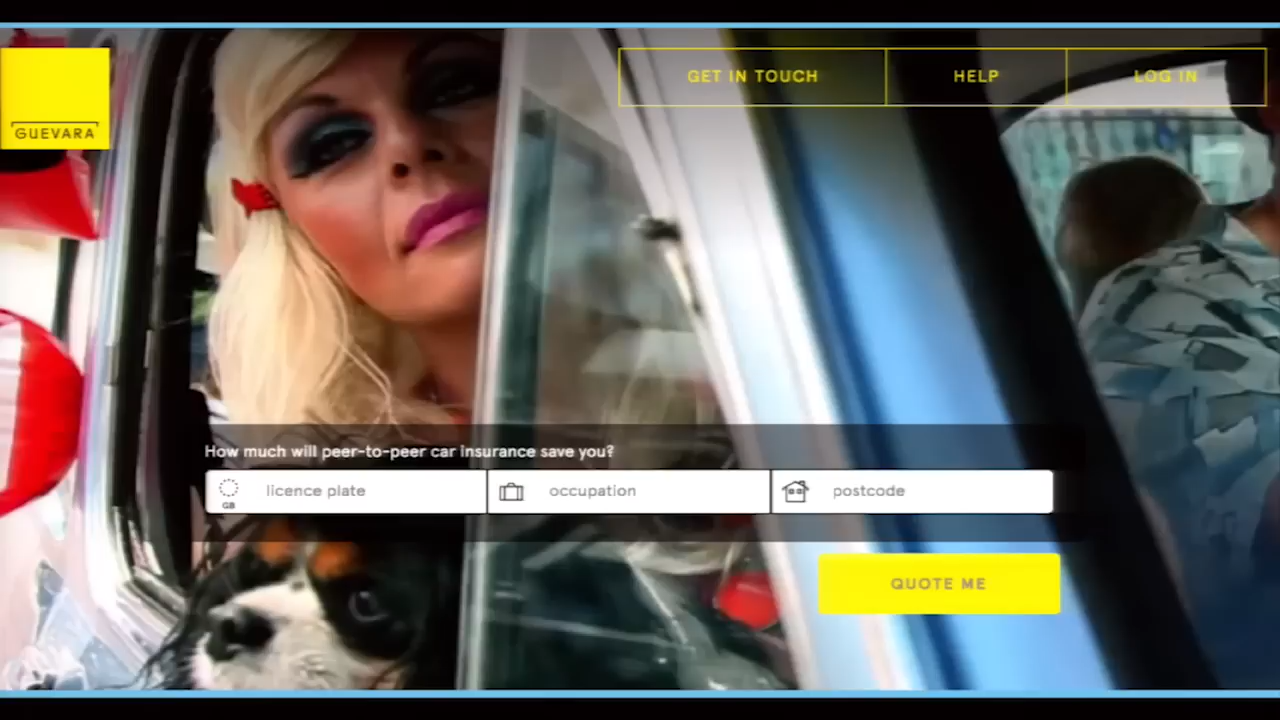 GUEVARA
GET IN TOUCH
HELP
LOG IN
How much will peer-to-peer car insurance save you?
GB
licence plate
occupation
postcode
QUOTE ME